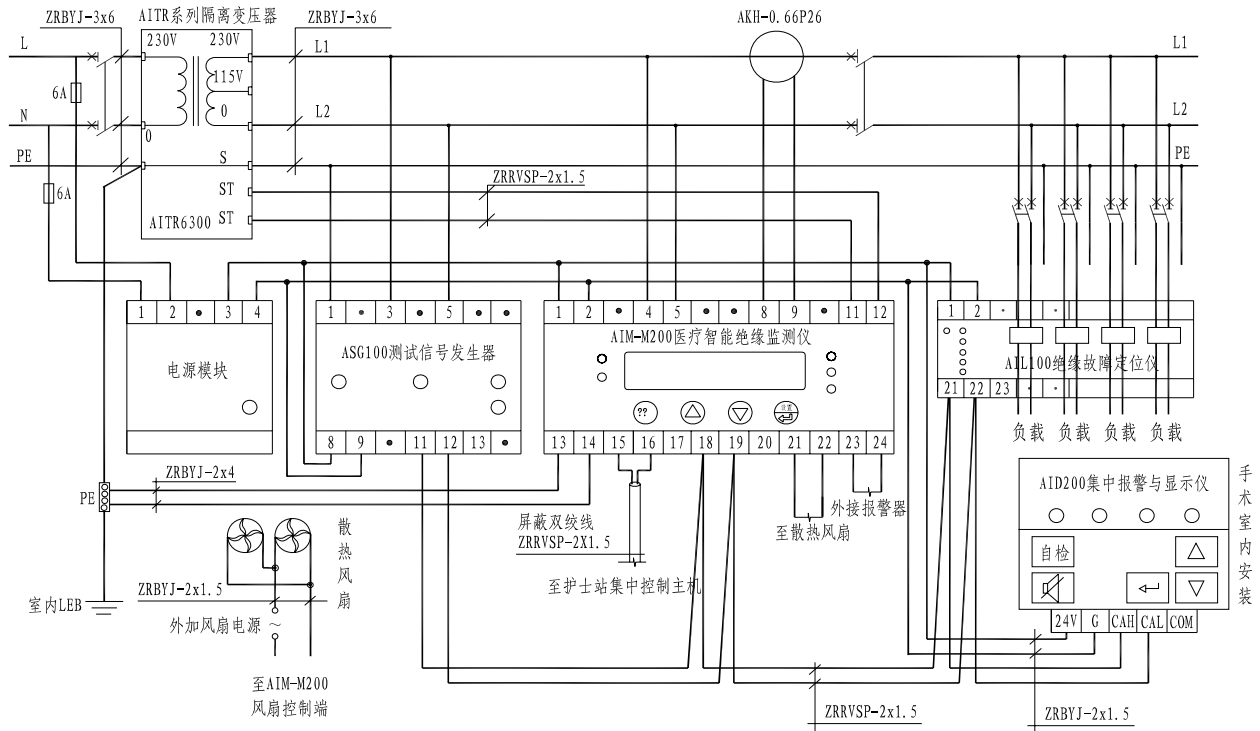 ZRBYJ-3x6
AITR系列隔离变压器
ZRBYJ-3x6
AKH-0.66P26
L
230V
230V
L1
L1
115V
6A
N
0
0
L2
L2
PE
S
PE
6A
ST
ZRRVSP-2x1.5
AITR6300
ST
1
2
3
4
1
3
5
1
2
4
5
8
9
11
12
1
2
电源模块
ASG100测试信号发生器
AIM-M200医疗智能绝缘监测仪
AIL100绝缘故障定位仪
??
设置
21
22
23
8
9
11
12
13
13
14
15
16
17
18
19
20
21
22
23
24
负载
负载
负载
负载
ZRBYJ-2x4
PE
屏蔽双绞线
ZRRVSP-2X1.5
至护士站集中控制主机
至散热风扇
外接报警器
AID200集中报警与显示仪
手术室内安装
自检
24V
G
CAH
CAL
COM
散热风扇
ZRBYJ-2x1.5
室内LEB
外加风扇电源
~
至AIM-M200
风扇控制端
ZRRVSP-2x1.5
ZRBYJ-2x1.5